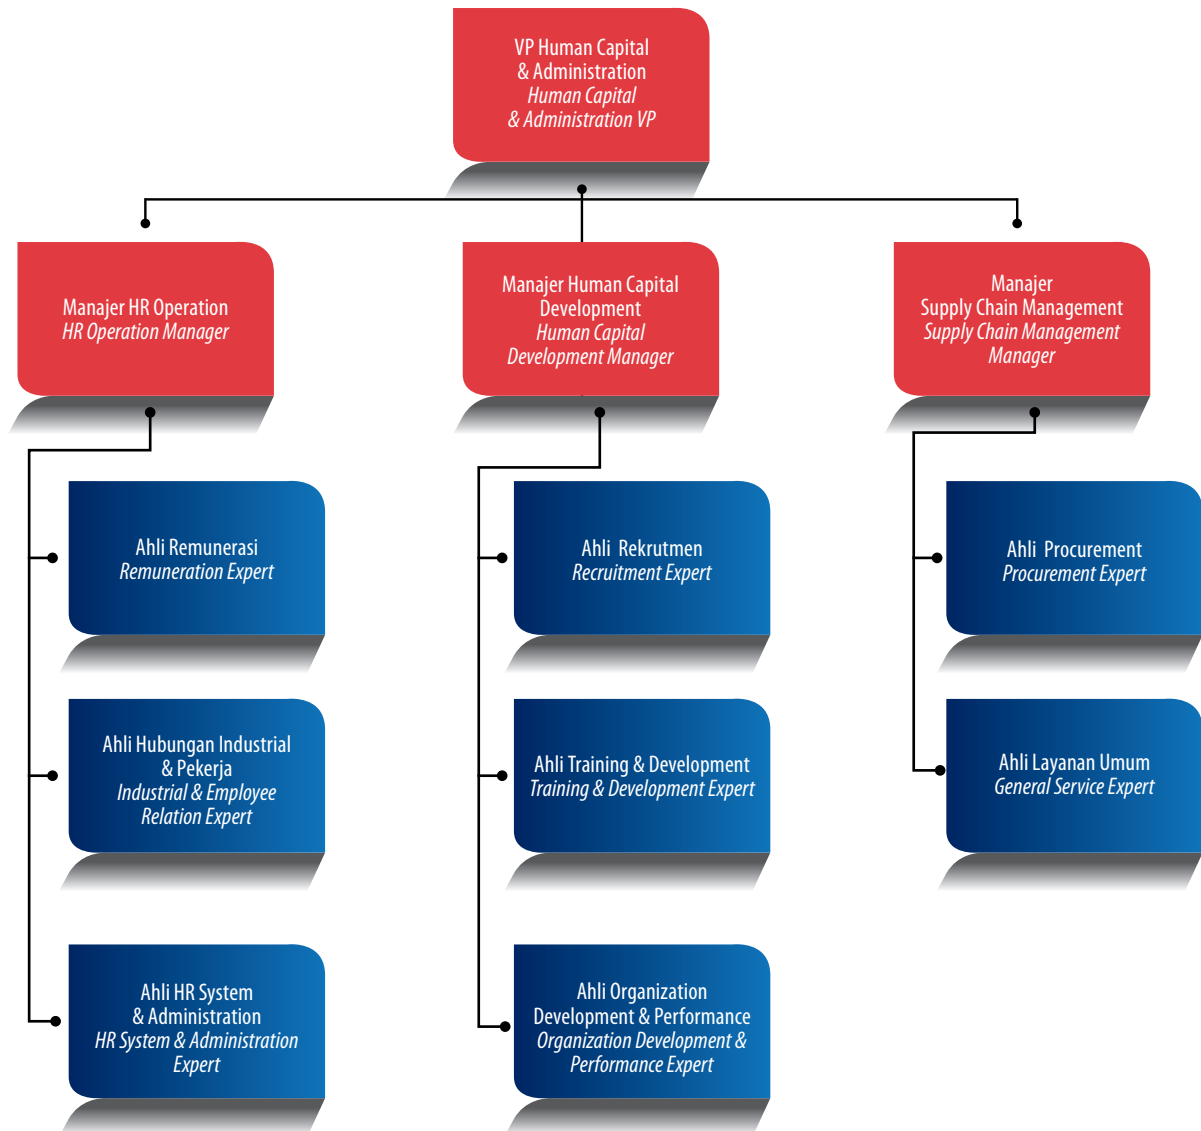 VP Human Capital
& Administration
Human Capital
& Administration VP
Manajer HR Operation
HR Operation Manager
Manajer Human Capital
Development
Human Capital
Development Manager
Manajer
Supply Chain Management
Supply Chain Management
Manager
Ahli Remunerasi
Remuneration Expert
Ahli Rekrutmen
Recruitment Expert
Ahli Procurement
Procurement Expert
Ahli Hubungan Industrial
& Pekerja
Industrial & Employee
Relation Expert
Ahli Training & Development
Training & Development Expert
Ahli Layanan Umum
General Service Expert
Ahli HR System
& Administration
HR System & Administration
Expert
Ahli Organization
Development & Performance
Organization Development &
Performance Expert